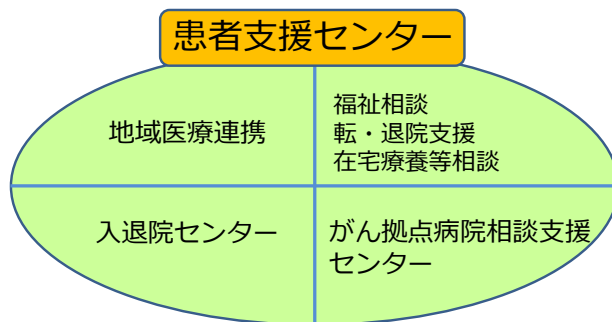 患者支援センター
地域医療連携
福祉相談
転・退院支援
在宅療養等相談
入退院センター
がん拠点病院相談支援
センター